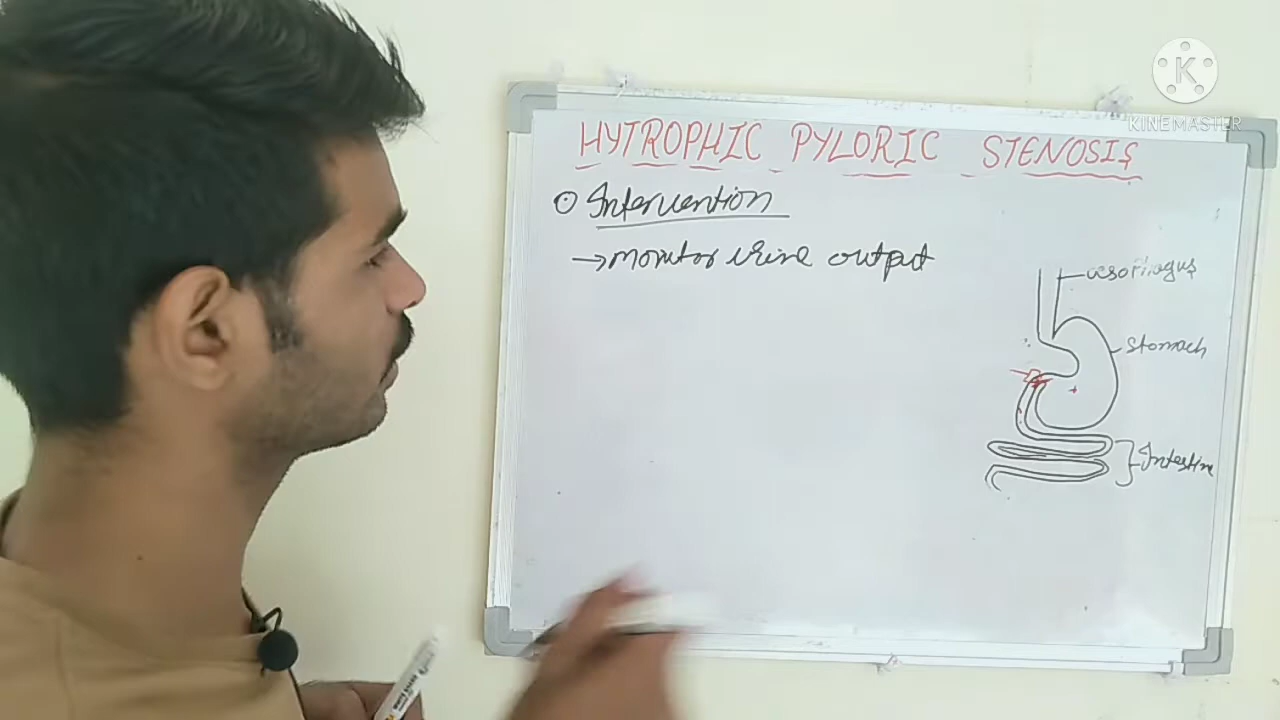 K
KINEMASTER
HYTROPHIC PYLORIC STENOSIS
⊙ Intervention
→ monitor Urine output
oesophagus
Stomach
Intestine